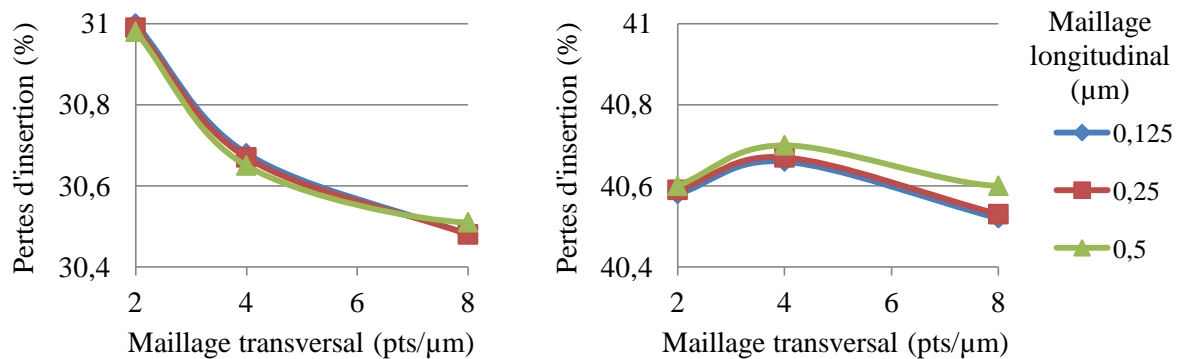 Pertes d'insertion (%)
31
30,8
30,6
30,4
2
4
6
8
Maillage transversal (pts/µm)
Pertes d'insertion (%)
41
40,8
40,6
40,4
2
4
6
8
Maillage transversal (pts/µm)
Maillage
longitudinal
(µm)
0,125
0,25
0,5